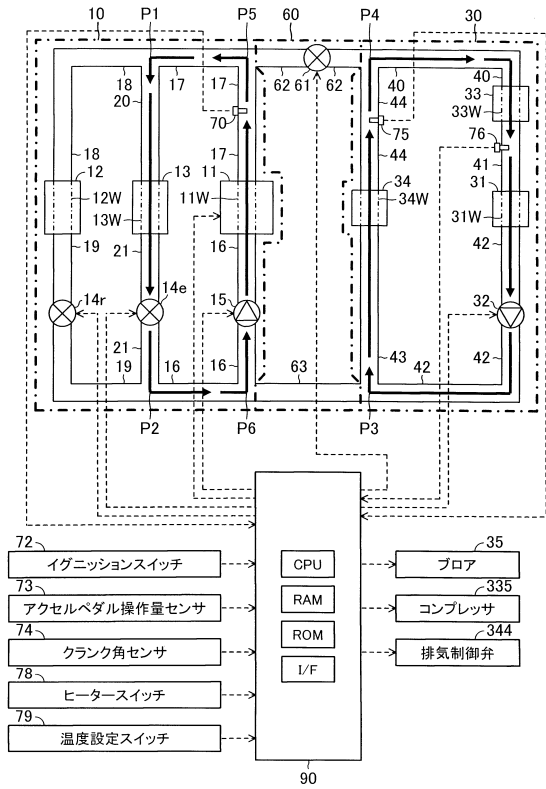 10 P1 P5 60 P4 30
18 17 17 62 61 62 40 40
20 70 44 33
33W
75 76
18 17 44 41
12 13 11 34 31
12W 11W 34W
13W 31W
19 21 16 42
14r 14e 15 32
21 16 16 43 42
19 63 42
P2 P6 P3
72
イグニッションスイッチ
73
アクセルペダル操作量センサ
74
クランク角センサ
78
ヒータースイッチ
79
温度設定スイッチ
CPU
RAM
ROM
I/F
90
35
ブロア
335
コンプレッサ
344
排気制御弁